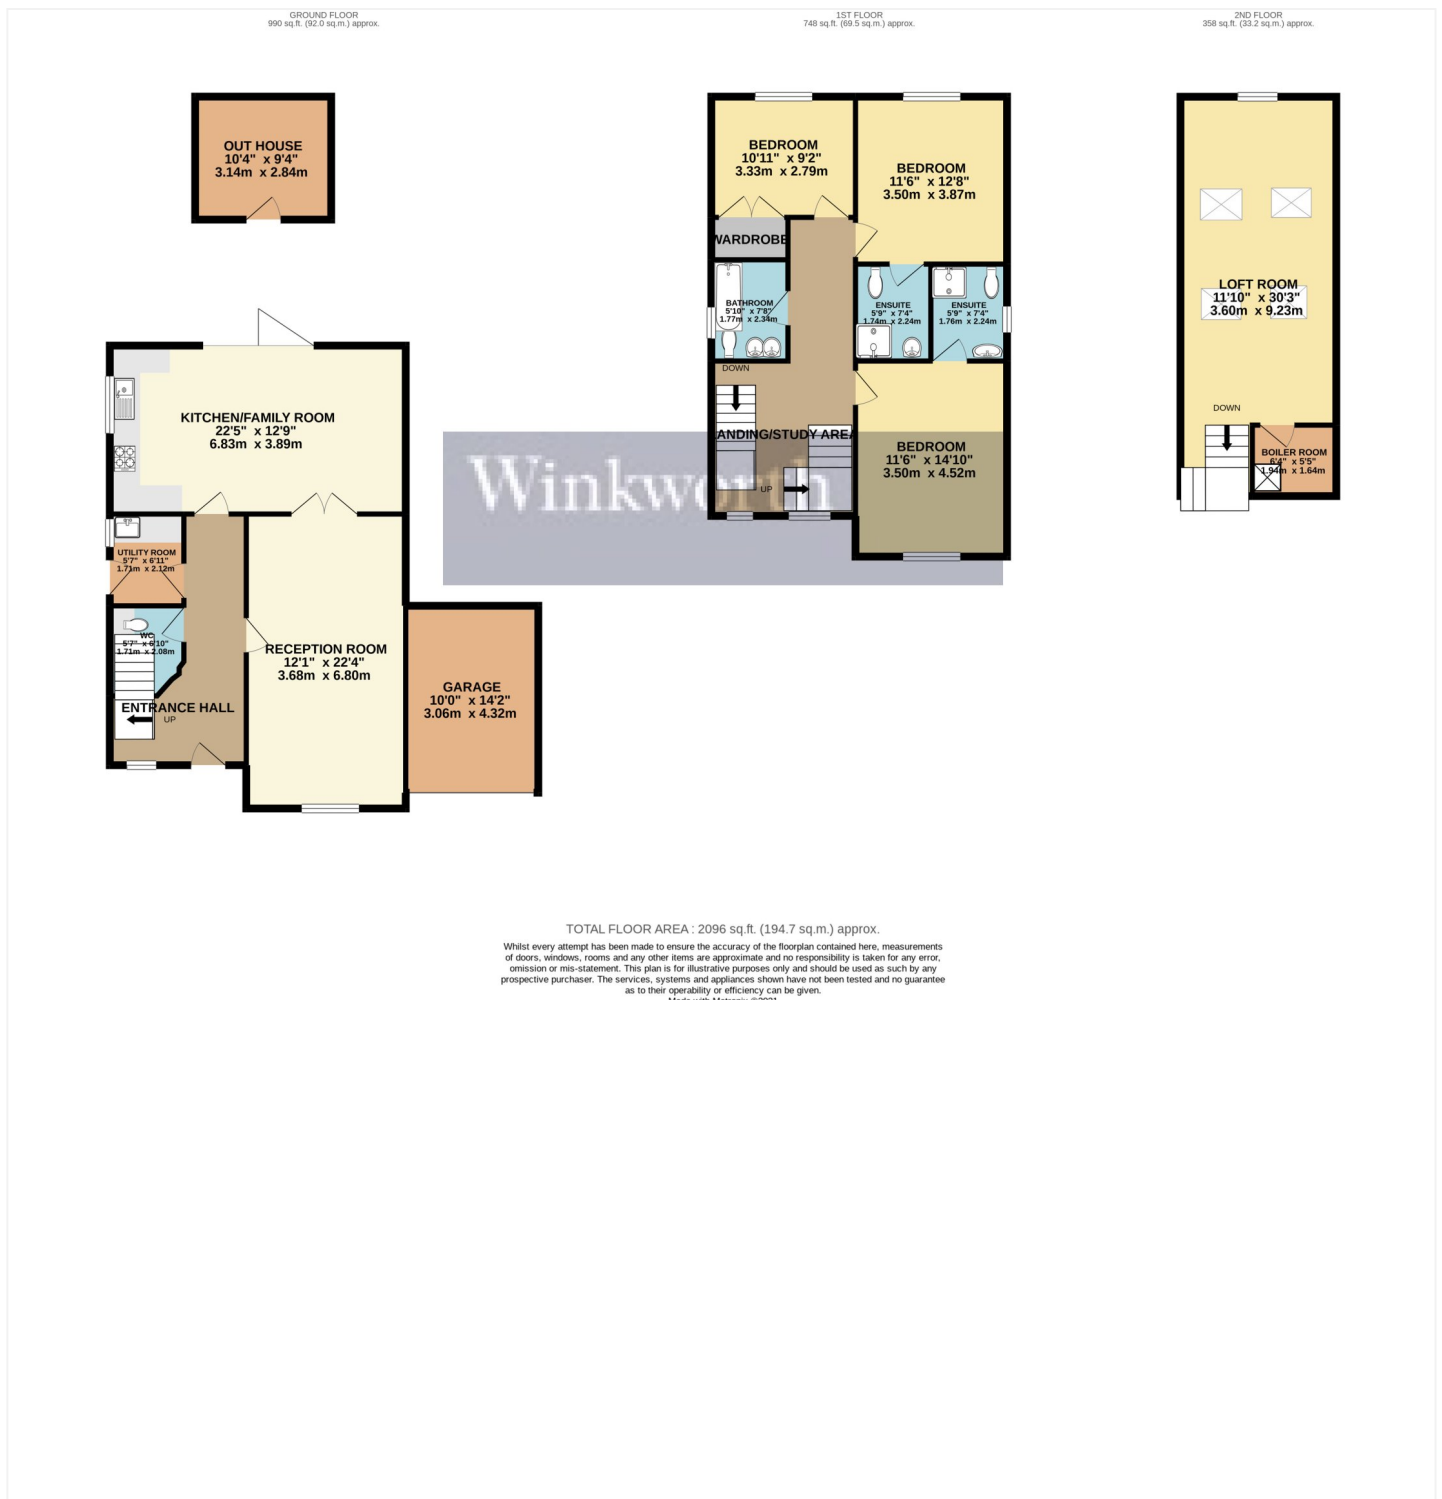 GROUND FLOOR
990 sq.ft. (92.0 sq.m.) approx.
OUT HOUSE
10'4" x 9'4"
3.14m x 2.84m
KITCHEN/FAMILY ROOM
22'5" x 12'9"
6.83m x 3.89m
UTILITY ROOM
5'7" x 6'11"
1.71m x 2.12m
WC
5'7" x 6'10"
1.71m x 2.08m
ENTRANCE HALL
UP
RECEPTION ROOM
12'1" x 22'4"
3.68m x 6.80m
GARAGE
10'0" x 14'2"
3.06m x 4.32m
1ST FLOOR
748 sq.ft. (69.5 sq.m.) approx.
BEDROOM
10'11" x 9'2"
3.33m x 2.79m
BEDROOM
11'6" x 12'8"
3.50m x 3.87m
WARDROBE
BATHROOM
5'10" x 7'8"
1.77m x 2.34m
ENSUITE
5'9" x 7'4"
1.74m x 2.24m
ENSUITE
5'9" x 7'4"
1.76m x 2.24m
DOWN
LANDING/STUDY AREA
UP
BEDROOM
11'6" x 14'10"
3.50m x 4.52m
Winkworth
2ND FLOOR
358 sq.ft. (33.2 sq.m.) approx.
LOFT ROOM
11'10" x 30'3"
3.60m x 9.23m
DOWN
BOILER ROOM
6'4" x 5'5"
1.94m x 1.64m
TOTAL FLOOR AREA : 2096 sq.ft. (194.7 sq.m.) approx.
Whilst every attempt has been made to ensure the accuracy of the floorplan contained here, measurements
of doors, windows, rooms and any other items are approximate and no responsibility is taken for any error,
omission or mis-statement. This plan is for illustrative purposes only and should be used as such by any
prospective purchaser. The services, systems and appliances shown have not been tested and no guarantee
as to their operability or efficiency can be given.
Made with Metropix ©2021